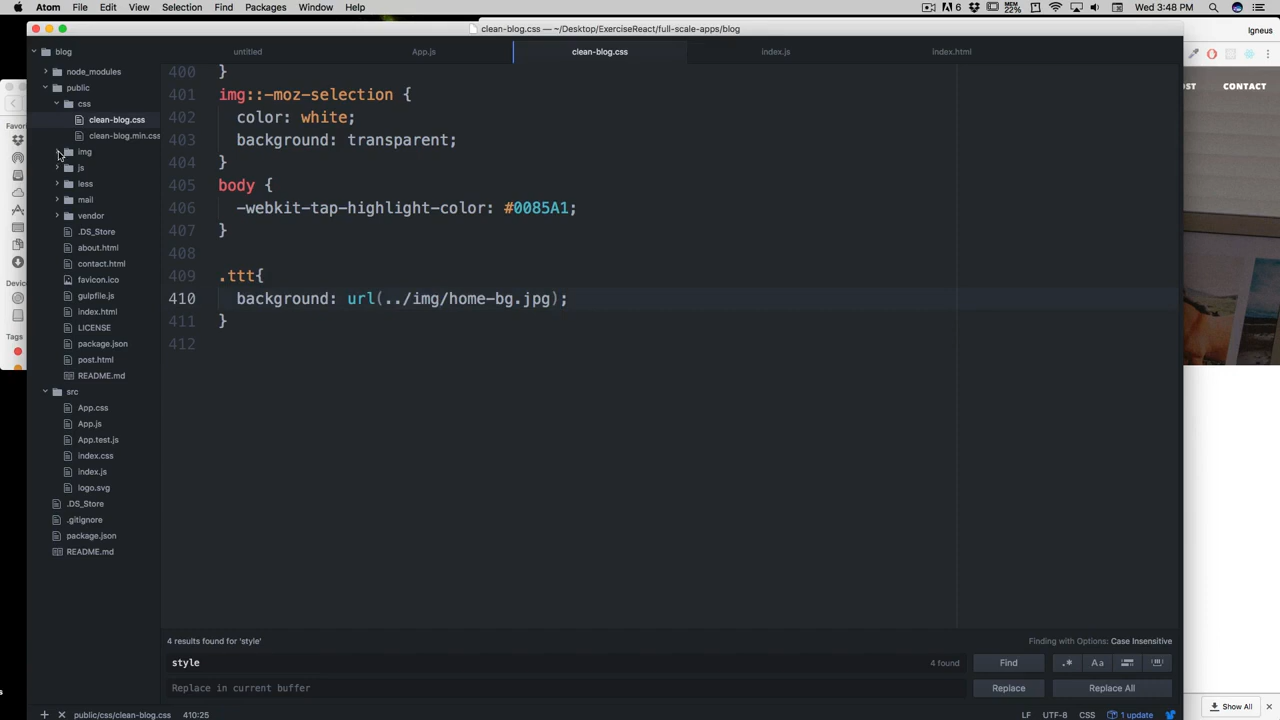 Atom File Edit View Selection Find Packages Window Help
6
MEM
22%
Wed 3:48 PM
clean-blog.css — ~/Desktop/ExerciseReact/full-scale-apps/blog
Igneus
blog
untitled
App.js
clean-blog.css
index.js
index.html
node_modules
public
css
clean-blog.css
clean-blog.min.css
img
js
less
mail
vendor
.DS_Store
about.html
contact.html
favicon.ico
gulpfile.js
index.html
LICENSE
package.json
post.html
README.md
src
App.css
App.js
App.test.js
index.css
index.js
logo.svg
.DS_Store
.gitignore
package.json
README.md
Favor
Device
Tags
400 }
401 img::-moz-selection {
402 color: white;
403 background: transparent;
404 }
405 body {
406 -webkit-tap-highlight-color: #0085A1;
407 }
408
409 .ttt{
410 background: url(../img/home-bg.jpg);
411 }
412
OST CONTACT
4 results found for 'style'
Finding with Options: Case Insensitive
style
4 found
Find
.* Aa
Replace in current buffer
Replace
Replace All
public/css/clean-blog.css 410:25
LF UTF-8 CSS 1 update
Show All